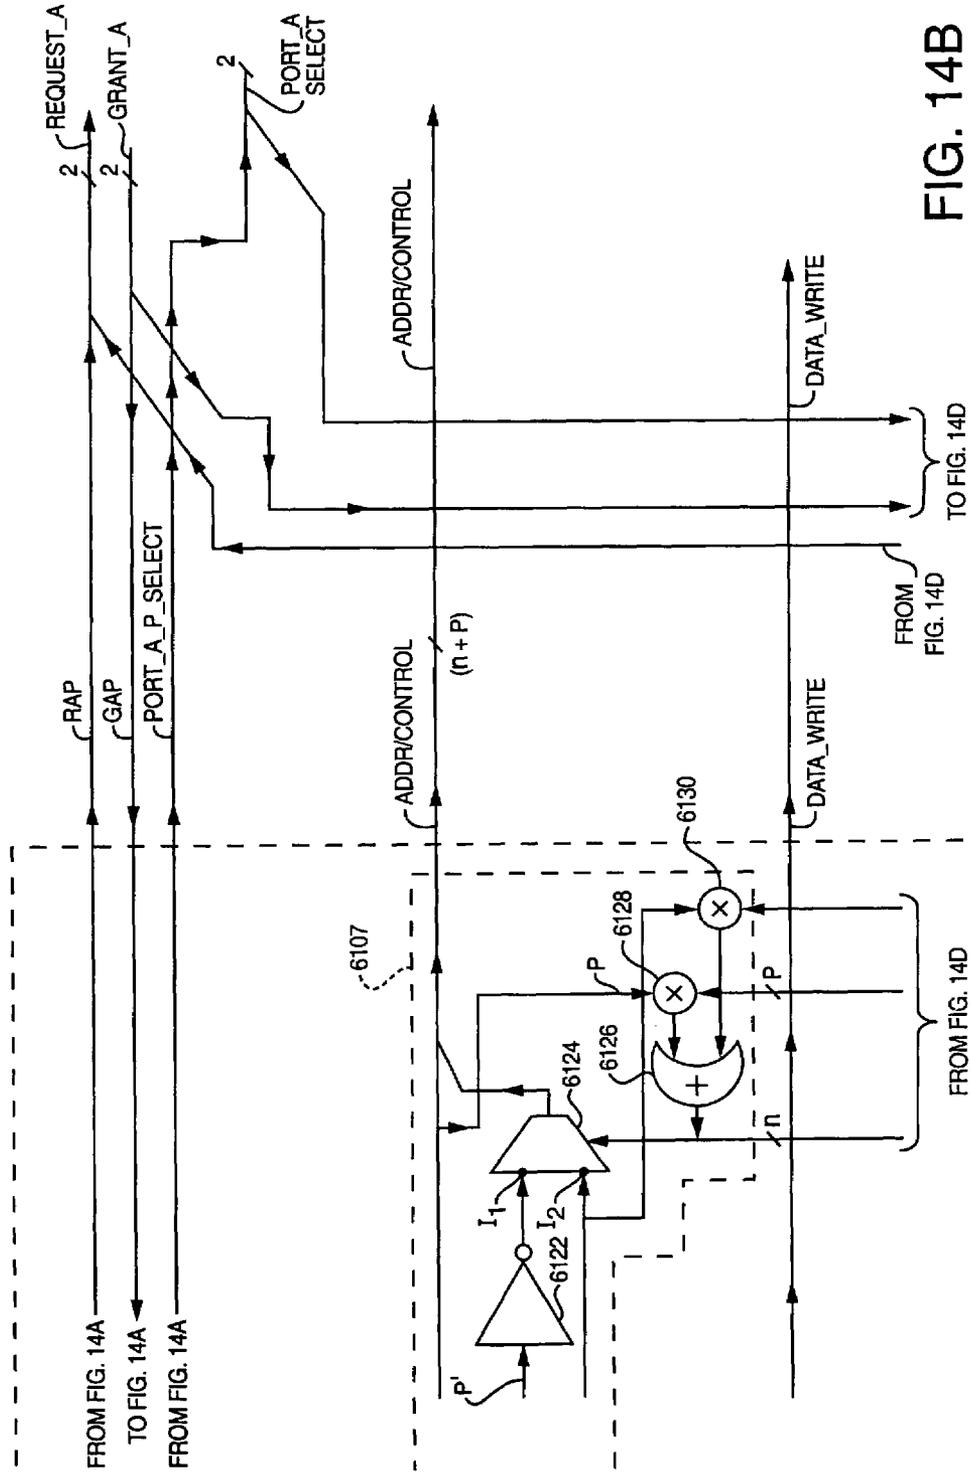 REQUEST_A
GRANT_A
2
2
2
PORT_A
SELECT
RAP
GAP
PORT_A_P_SELECT
FROM FIG. 14A
TO FIG. 14A
FROM FIG. 14A
ADDR/CONTROL
ADDR/CONTROL
(n + P)
6107
P'
6122
I1
I2
6124
6126
6128
6130
P
P
n
DATA_WRITE
DATA_WRITE
FROM FIG. 14D
FROM
FIG. 14D
TO FIG. 14D
FIG. 14B
X
X
+